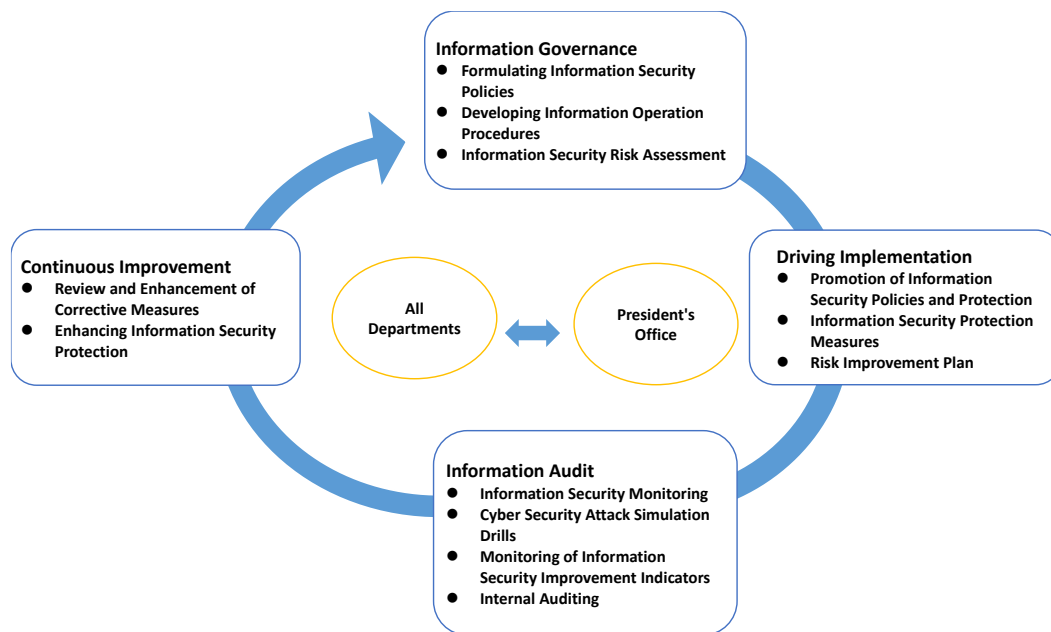 Information Governance
● Formulating Information Security
Policies
● Developing Information Operation
Procedures
● Information Security Risk Assessment
Driving Implementation
● Promotion of Information
Security Policies and Protection
● Information Security Protection
Measures
● Risk Improvement Plan
Continuous Improvement
● Review and Enhancement of
Corrective Measures
● Enhancing Information Security
Protection
All
Departments
President's
Office
Information Audit
● Information Security Monitoring
● Cyber Security Attack Simulation
Drills
● Monitoring of Information
Security Improvement Indicators
● Internal Auditing